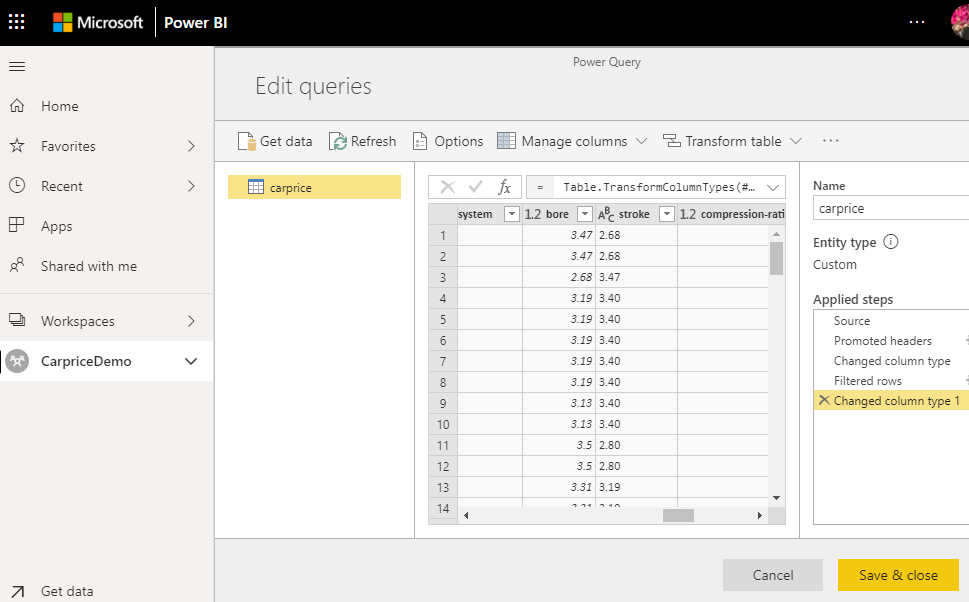 Microsoft Power BI ...
Power Query
Edit queries
Home
Favorites
Recent
Apps
Shared with me
Workspaces
CarpriceDemo
Get data
Get data Refresh Options Manage columns Transform table ...
carprice
fx = Table.TransformColumnTypes(#…
system 1.2 bore ABC stroke 1.2 compression-rati
1 3.47 2.68
2 3.47 2.68
3 2.68 3.47
4 3.19 3.40
5 3.19 3.40
6 3.19 3.40
7 3.19 3.40
8 3.19 3.40
9 3.13 3.40
10 3.13 3.40
11 3.5 2.80
12 3.5 2.80
13 3.31 3.19
14 3.31 3.19
Name
carprice
Entity type
Custom
Applied steps
Source
Promoted headers
Changed column type
Filtered rows
Changed column type 1
Cancel Save & close